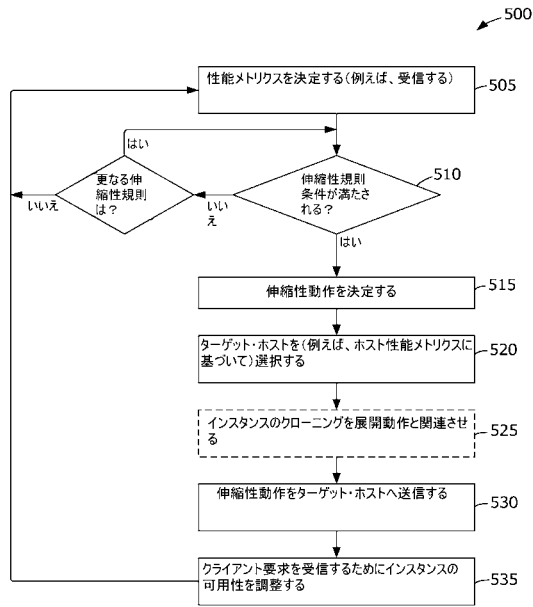 500
性能メトリクスを決定する(例えば、受信する)
505
はい
更なる伸
縮性規則
は?
いいえ
いい
え
伸縮性規則
条件が満たさ
れる?
510
はい
伸縮性動作を決定する
515
ターゲット・ホストを(例えば、ホスト性能メトリクスに
基づいて)選択する
520
インスタンスのクローニングを展開動作と関連させ
る
525
伸縮性動作をターゲット・ホストへ送信する
530
クライアント要求を受信するためにインスタンスの
可用性を調整する
535